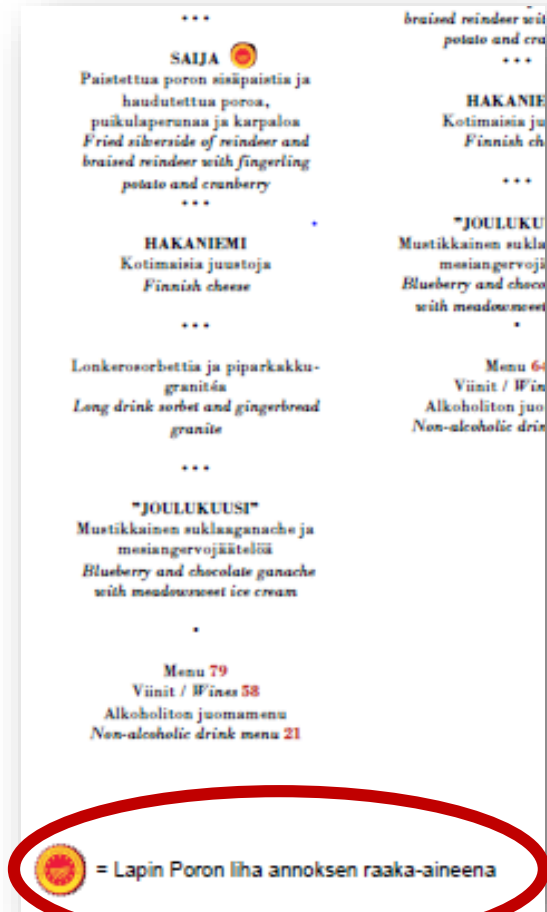 • • •
SAIJA
Paistettua poron sisäpaistia ja
haudutettua poroa,
puikulaperunaa ja karpaloa
Fried silverside of reindeer and
braised reindeer with fingerling
potato and cranberry
• • •
HAKANIEMI
Kotimaisia juustoja
Finnish cheese
• • •
Lonkerosorbettia ja piparkakku-
granitéa
Long drink sorbet and gingerbread
granite
• • •
"JOULUKUUSI"
Mustikkainen suklaaganache ja
mesiangervojäätelöä
Blueberry and chocolate ganache
with meadowsweet ice cream
•
Menu 79
Viinit / Wines 58
Alkoholiton juomamenu
Non-alcoholic drink menu 21
braised reindeer wit
potato and cra
• • •
HAKANIE
Kotimaisia ju
Finnish ch
• • •
"JOULUKU
Mustikkainen sukla
mesiangervojä
Blueberry and choco
with meadowsweet
•
Menu 64
Viinit / Win
Alkoholiton juo
Non-alcoholic drin
= Lapin Poron liha annoksen raaka-aineena